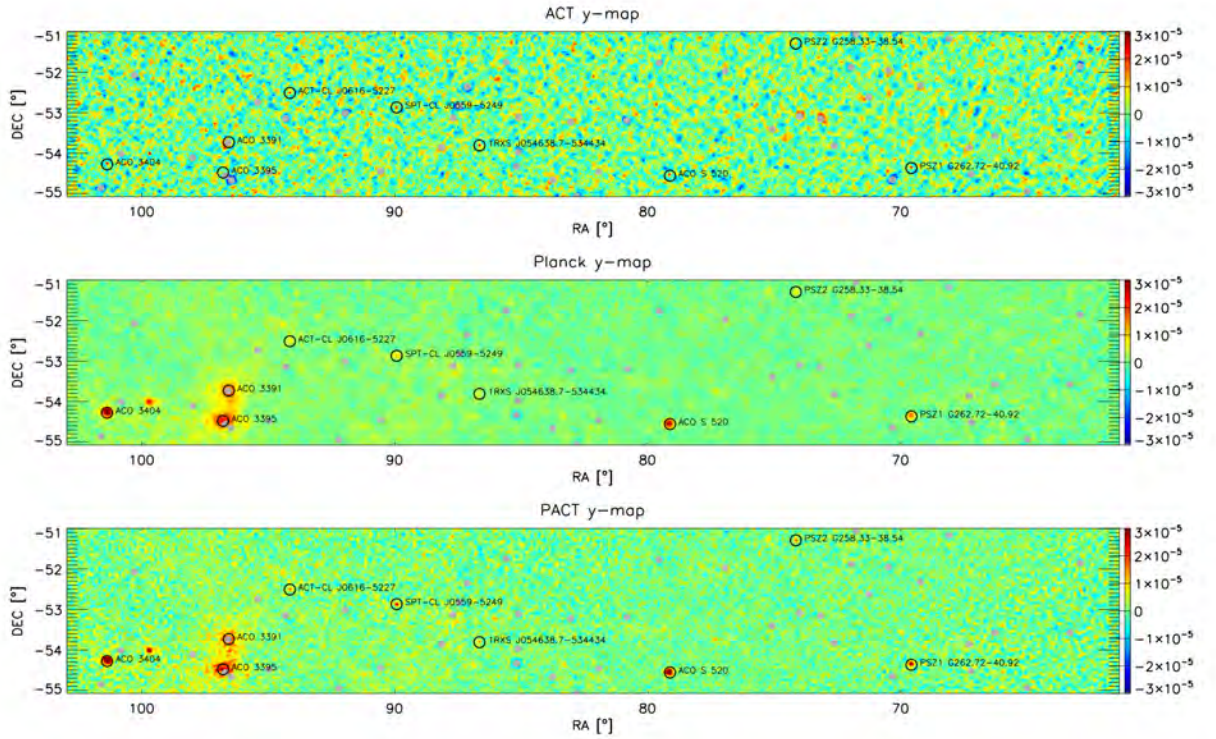 ACT y-map
-51
-52
-53
-54
-55
DEC [°]
PSZ2 G258.33-38.54
ACT-CL J0616-5227
SPT-CL J0559-5249
ACO 3391
1RXS J054638.7-534434
ACO 3404
ACO 3395
ACO S 520
PSZ1 G262.72-40.92
3×10⁻⁵
2×10⁻⁵
1×10⁻⁵
0
-1×10⁻⁵
-2×10⁻⁵
-3×10⁻⁵
100
90
80
70
RA [°]
Planck y-map
-51
-52
-53
-54
-55
DEC [°]
PSZ2 G258.33-38.54
ACT-CL J0616-5227
SPT-CL J0559-5249
ACO 3391
1RXS J054638.7-534434
ACO 3404
ACO 3395
ACO S 520
PSZ1 G262.72-40.92
3×10⁻⁵
2×10⁻⁵
1×10⁻⁵
0
-1×10⁻⁵
-2×10⁻⁵
-3×10⁻⁵
100
90
80
70
RA [°]
PACT y-map
-51
-52
-53
-54
-55
DEC [°]
PSZ2 G258.33-38.54
ACT-CL J0616-5227
SPT-CL J0559-5249
ACO 3391
1RXS J054638.7-534434
ACO 3404
ACO 3395
ACO S 520
PSZ1 G262.72-40.92
3×10⁻⁵
2×10⁻⁵
1×10⁻⁵
0
-1×10⁻⁵
-2×10⁻⁵
-3×10⁻⁵
100
90
80
70
RA [°]